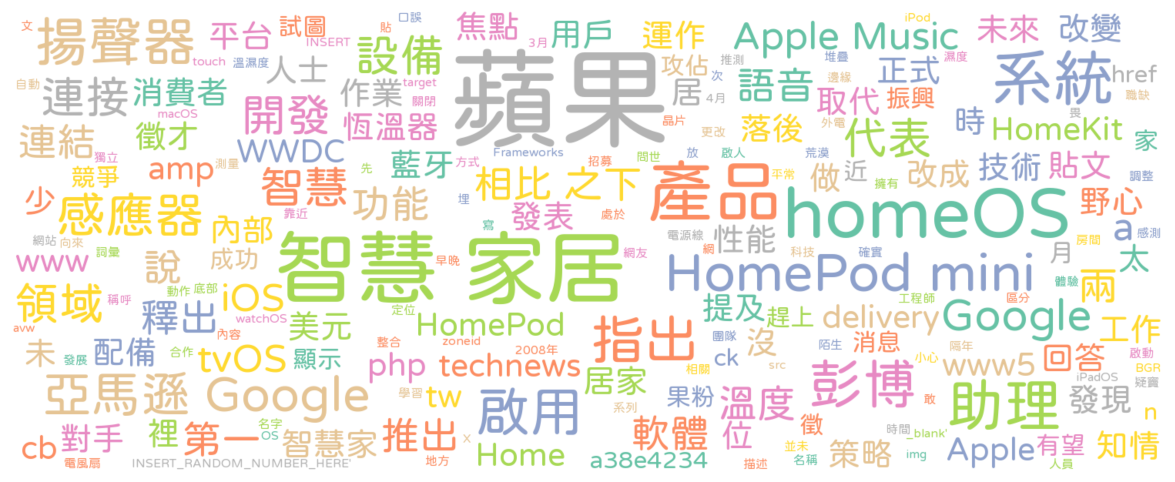 文 揚聲器 平台 試圖 口誤 貼 焦點 用戶 運作 Apple Music iPod 未來 改變
touch INSERT 3月 推測 堆疊
自動 溫濕度 人士 設備 攻佔 次 語音 邊緣 正式 濕度 系統 href
連接 消費者 作業 target 關閉 蘋果 居 4月 取代 振興 職缺
macOS 開發 恆溫器 晶片 外電 畏
連結 徵才 更改 落後 代表 時 HomeKit 家
獨立 WWDC 藍牙 Frameworks 方式 招募 問世 放 啟人 荒漠 技術 貼文
競爭 amp 測量 智慧 先 相比 之下 平常 做 近 改成 擁有 調整
少 感應器 靠近 功能 埋 發表 處於 產品 homeOS 野心
內部 寫 電源線 性能 a 感測
網站 向來 詞彙 智慧 家居 網友 網 科技 確實 月 房間
www 說 成功 早晚 HomePod mini 太 體驗
領域 稱呼 動作 底部 iOS 定位 提及 工程師 區分 兩
釋出 watchOS 美元 HomePod 指出 趕上 delivery Google
avw 內容 整合 zoneid 團隊 陌生 工作
未 發展 配備 合作 tvOS 顯示 php technews 2008年 ck 沒 消息 小心 www5 回答 啟動
相關 src 隔年 BGR
亞馬遜 Google 學習 tw 居家 果粉 溫度 彭博 敢 助理 iPadOS 發現 疑竇
名字 啟用 系列 時間 _blank' n
cb 對手 裡 第一 OS 智慧家 推出 x 軟體 位 徵 並未 策略 img Apple 有望 知情
電風扇 INSERT_RANDOM_NUMBER_HERE' 地方 Home a38e4234 描述 名稱 人員